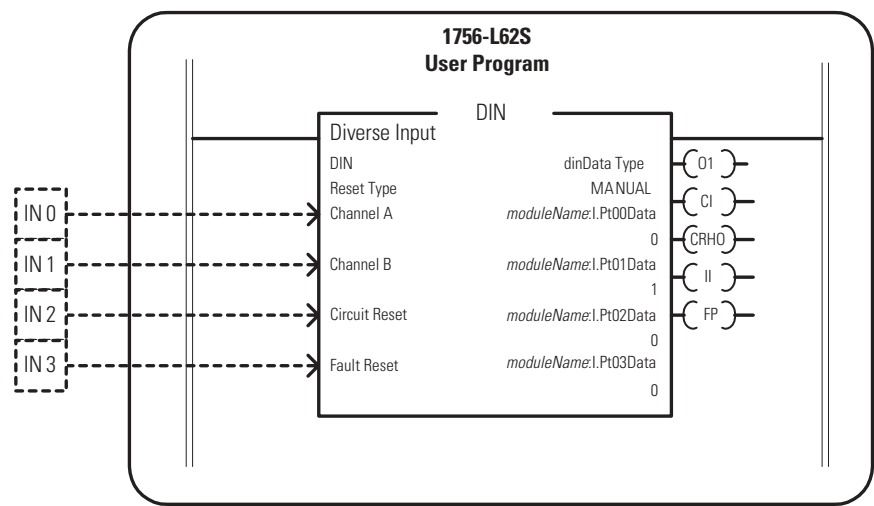 1756-L62S
User Program
DIN
Diverse Input
DIN dinData Type O1
Reset Type MANUAL
IN 0 Channel A moduleName:I.Pt00Data CI
0 CRHO
IN 1 Channel B moduleName:I.Pt01Data II
1
IN 2 Circuit Reset moduleName:I.Pt02Data FP
0
IN 3 Fault Reset moduleName:I.Pt03Data
0